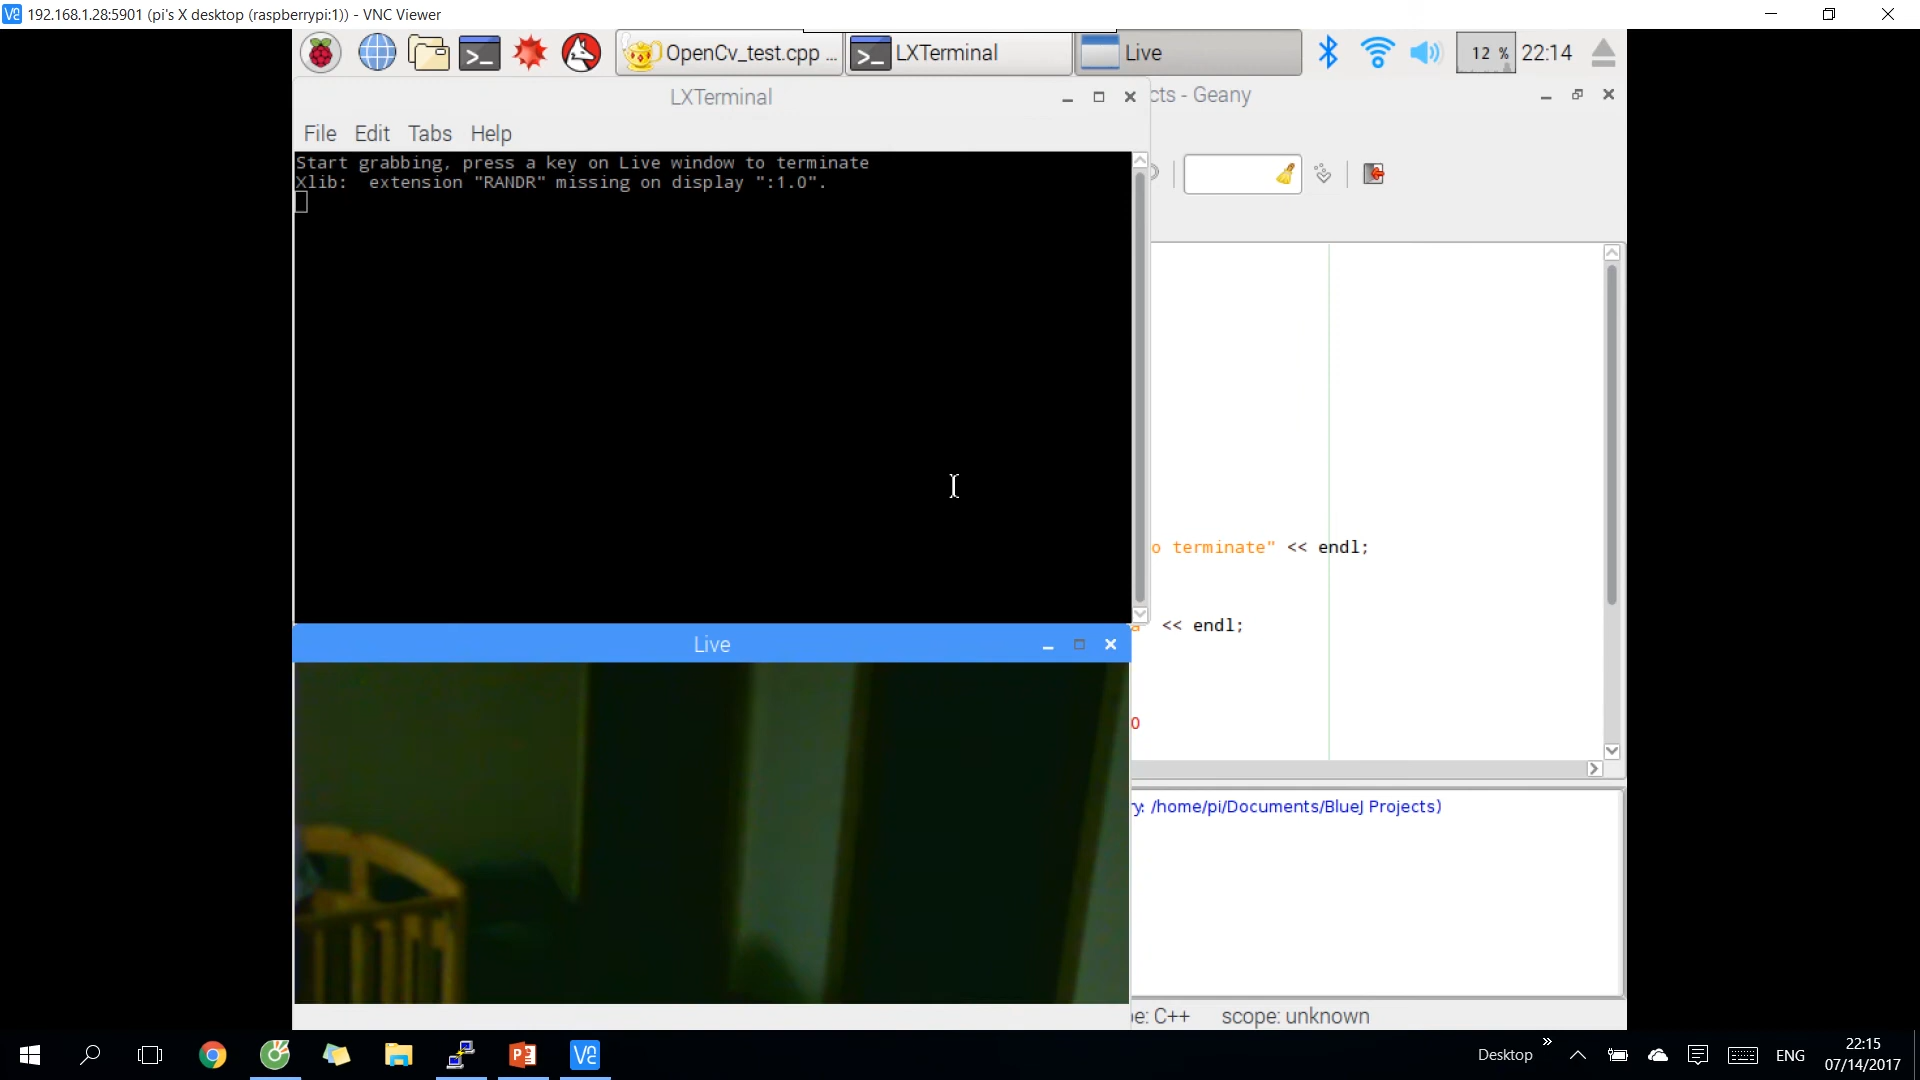 192.168.1.28:5901 (pi's X desktop (raspberrypi:1)) - VNC Viewer
OpenCv_test.cpp ...
LXTerminal
Live
12 %
22:14
LXTerminal
cts - Geany
File Edit Tabs Help
Start grabbing, press a key on Live window to terminate
Xlib:  extension "RANDR" missing on display ":1.0".
o terminate" << endl;
" << endl;
Live
0
y: /home/pi/Documents/BlueJ Projects)
e: C++ scope: unknown
Desktop
ENG
22:15
07/14/2017